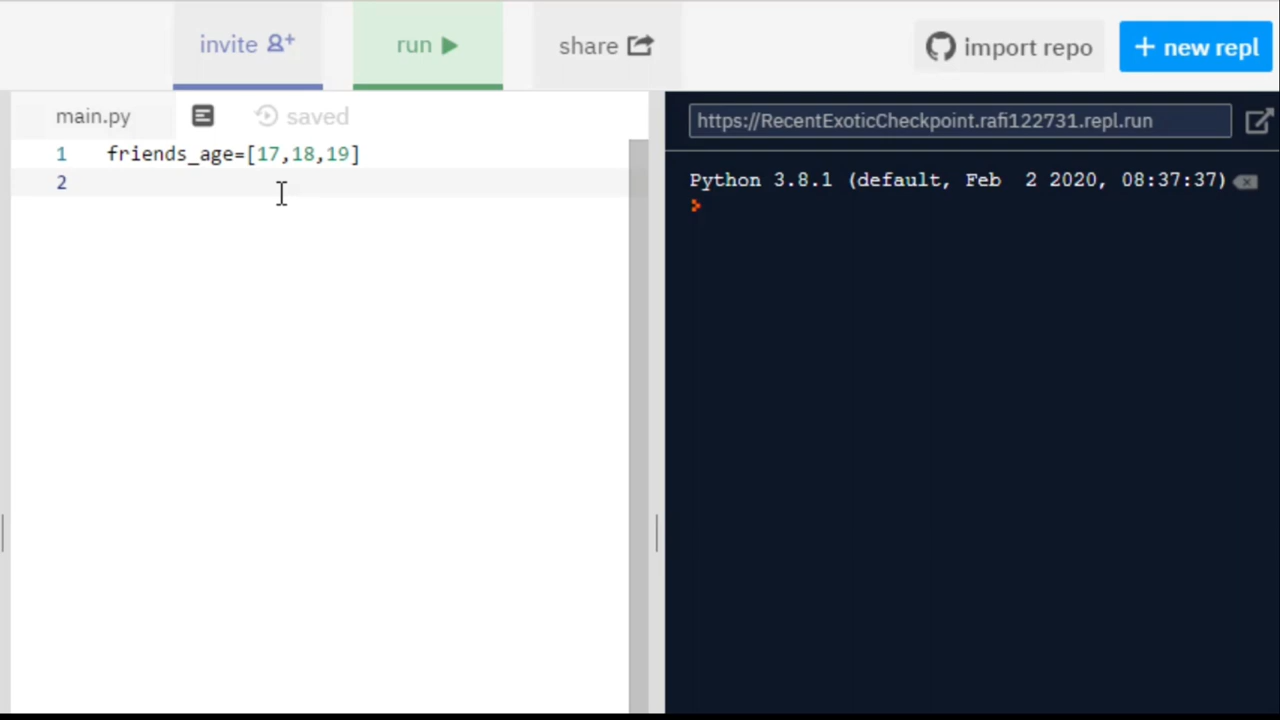 invite
run
share
import repo
+ new repl
main.py
saved
1 friends_age=[17,18,19]
2
https://RecentExoticCheckpoint.rafi122731.repl.run
Python 3.8.1 (default, Feb  2 2020, 08:37:37)